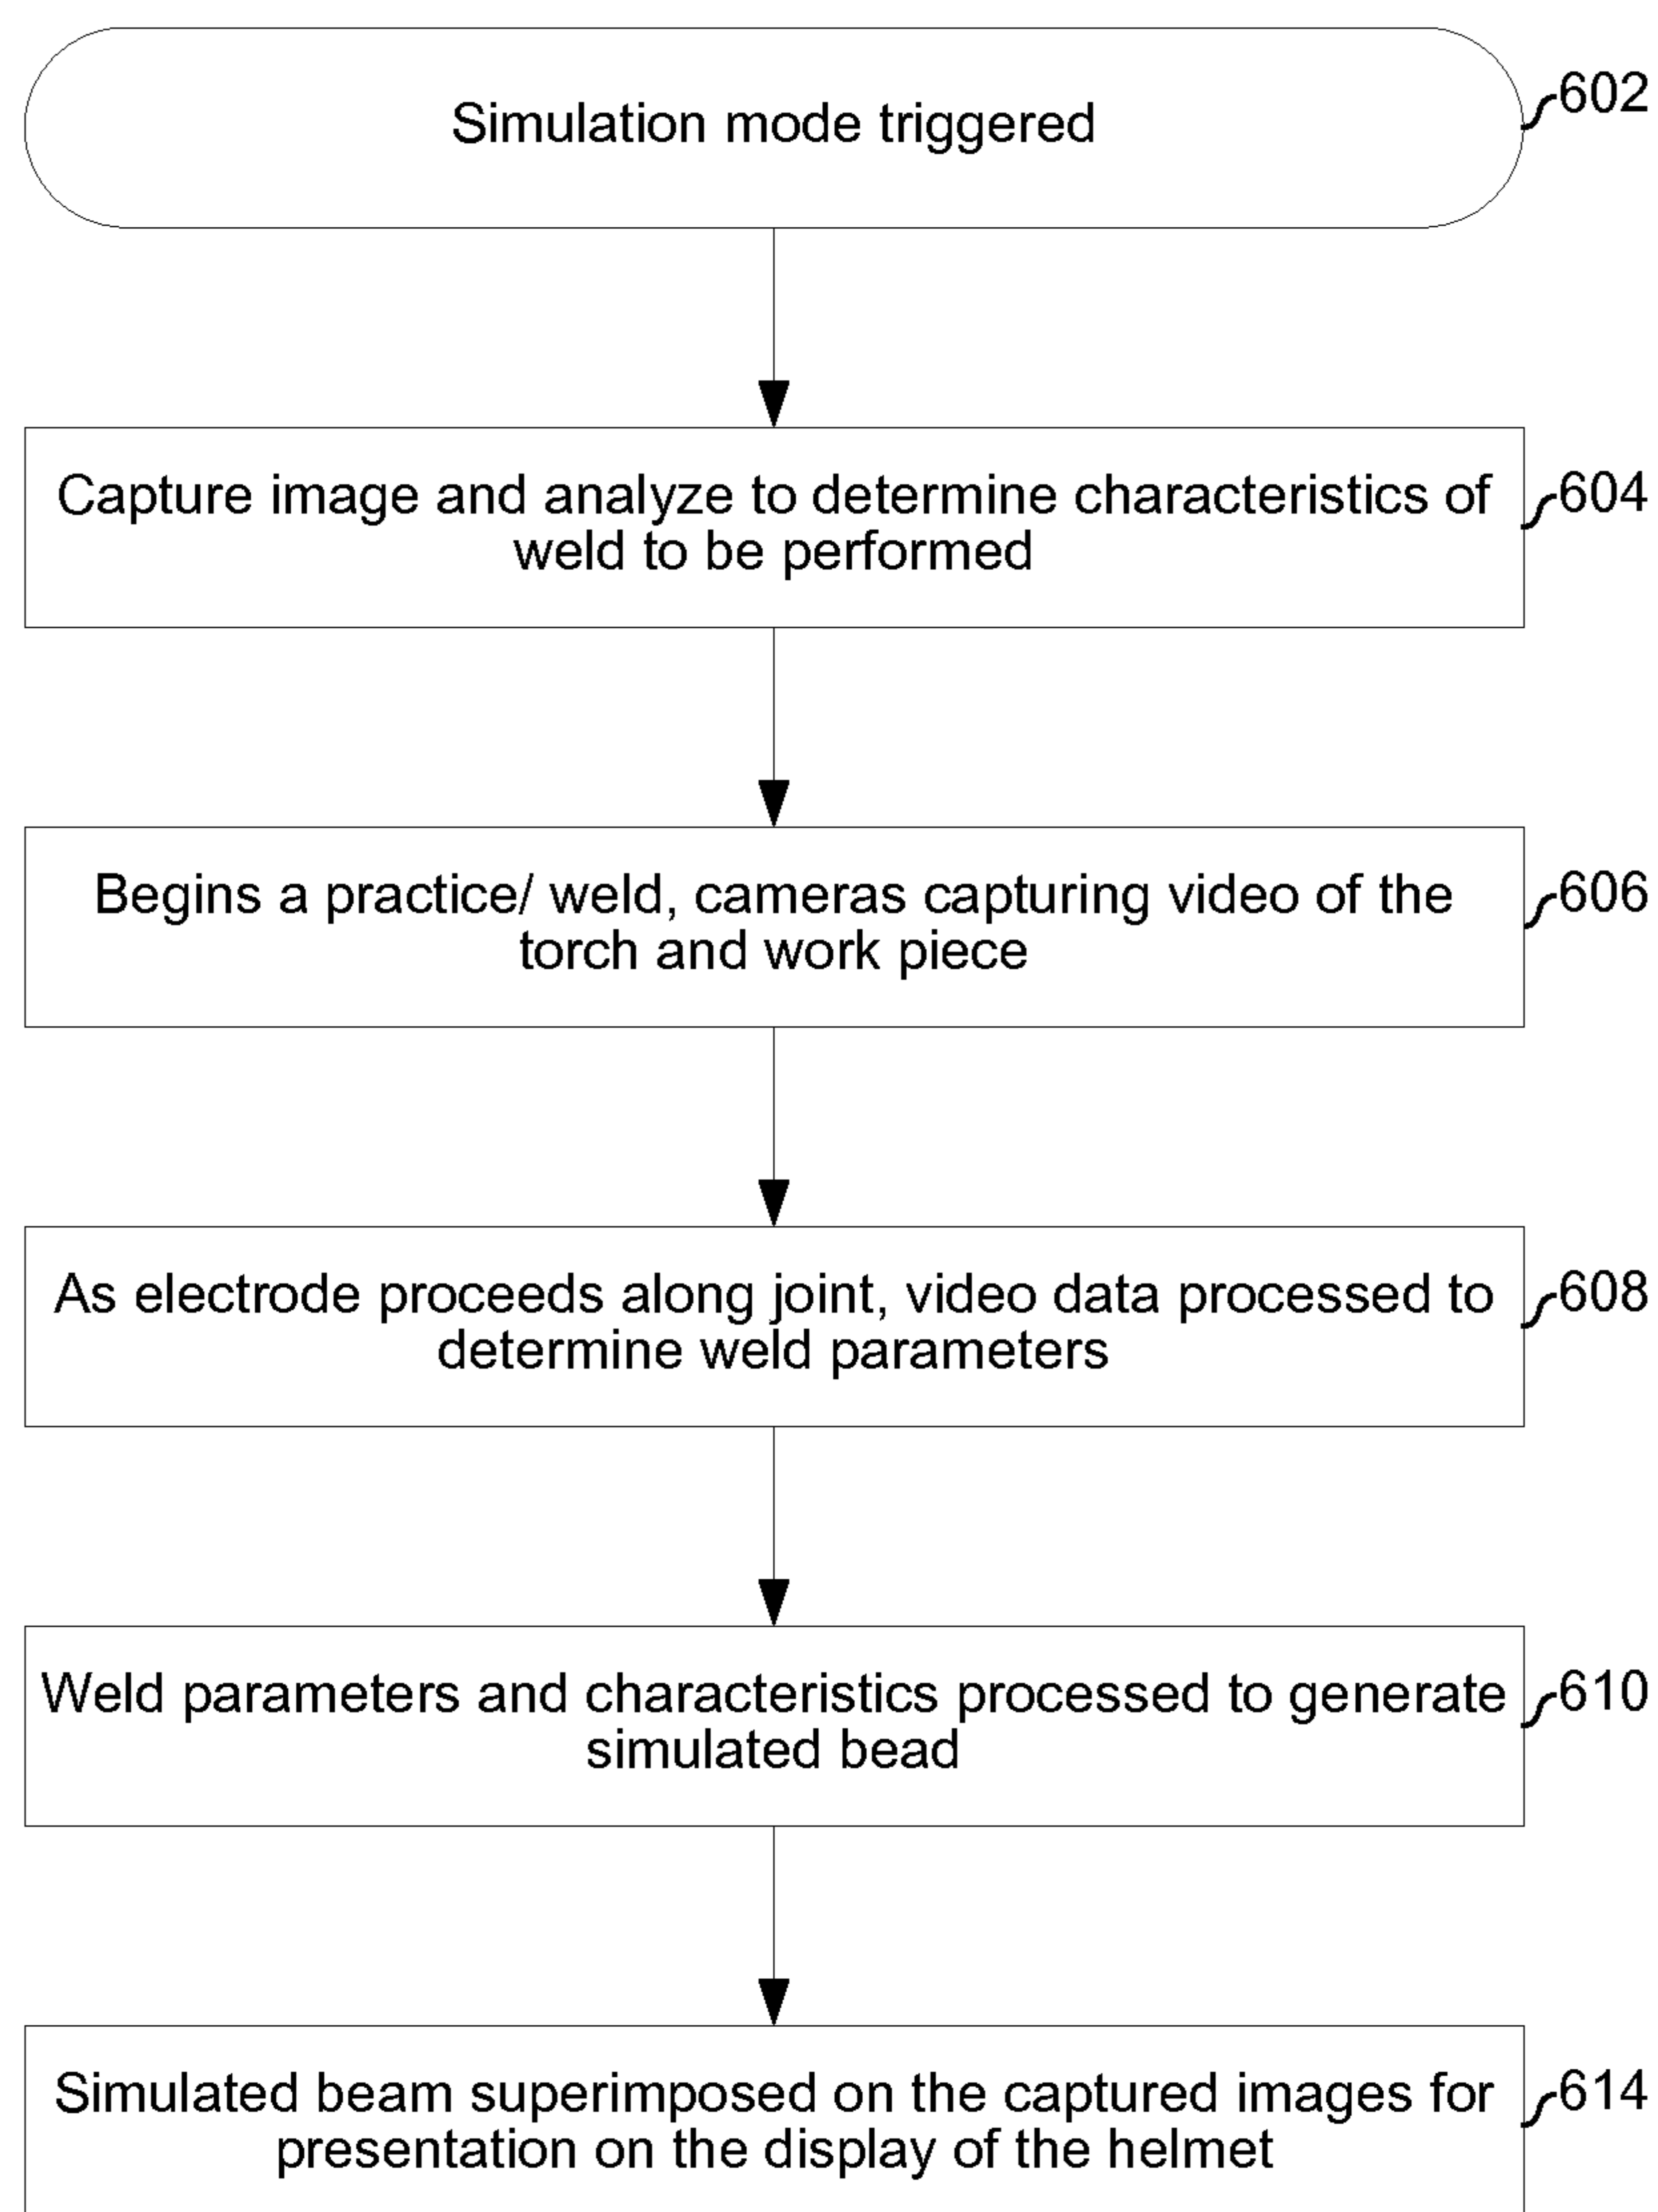 Simulation mode triggered
602
Capture image and analyze to determine characteristics of
weld to be performed
604
Begins a practice/ weld, cameras capturing video of the
torch and work piece
606
As electrode proceeds along joint, video data processed to
determine weld parameters
608
Weld parameters and characteristics processed to generate
simulated bead
610
Simulated beam superimposed on the captured images for
presentation on the display of the helmet
614